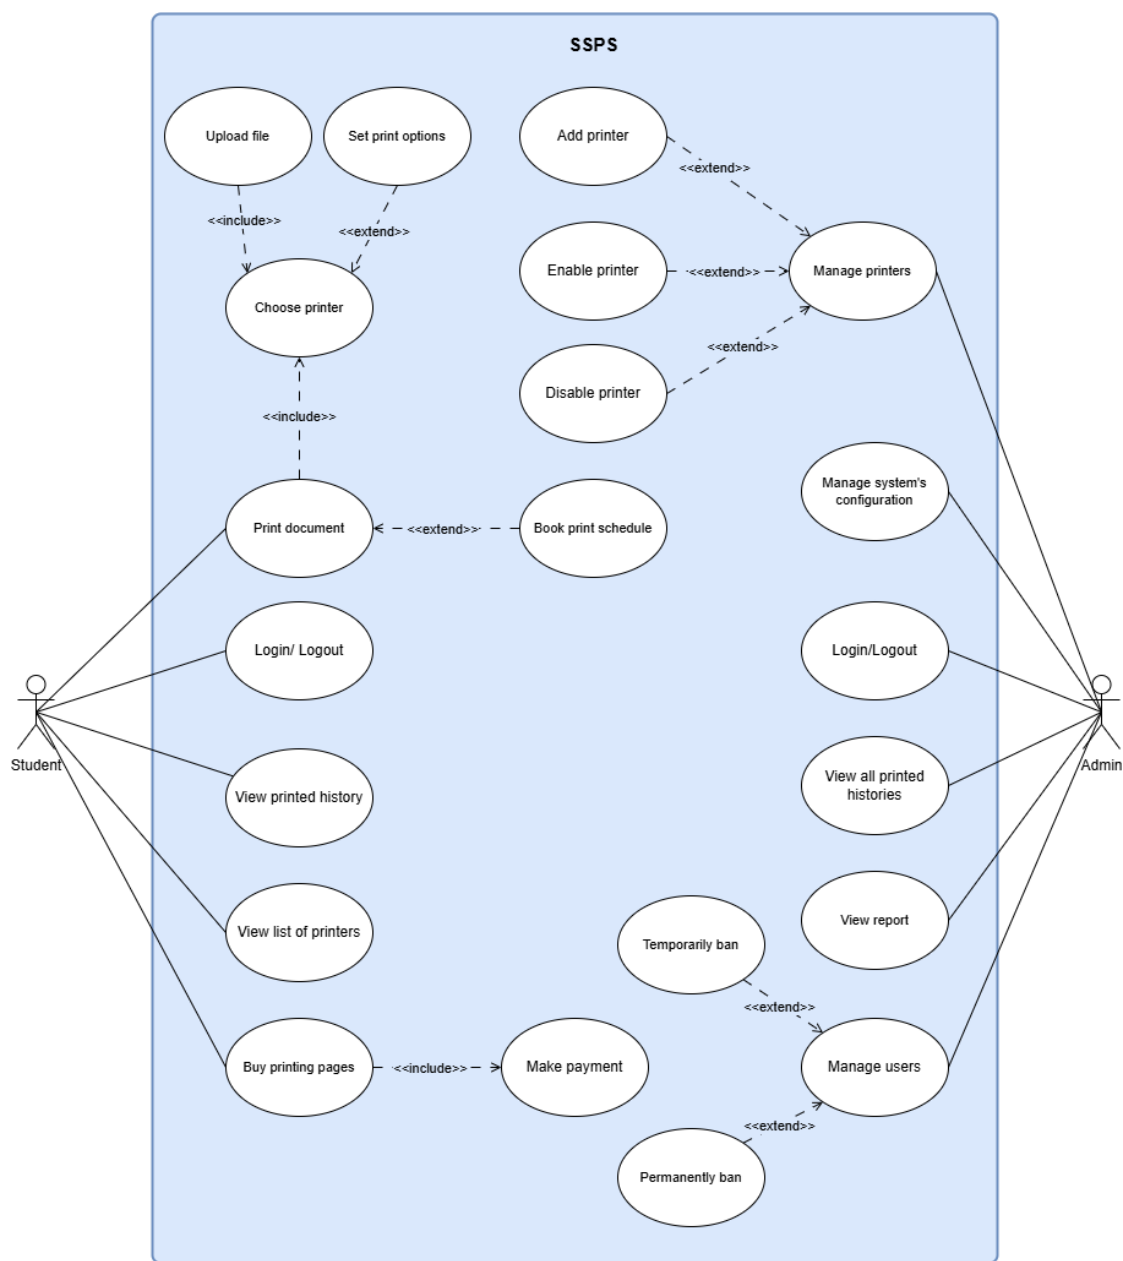 SSPS
Upload file
Set print options
Add printer
<<extend>>
<<include>>
<<extend>>
Enable printer
<<extend>>
Manage printers
Choose printer
<<extend>>
Disable printer
<<include>>
Manage system's
configuration
Print document
<<extend>>
Book print schedule
Login/ Logout
Login/Logout
Student
Admin
View printed history
View all printed
histories
View list of printers
View report
Temporarily ban
<<extend>>
Buy printing pages
<<include>>
Make payment
Manage users
<<extend>>
Permanently ban